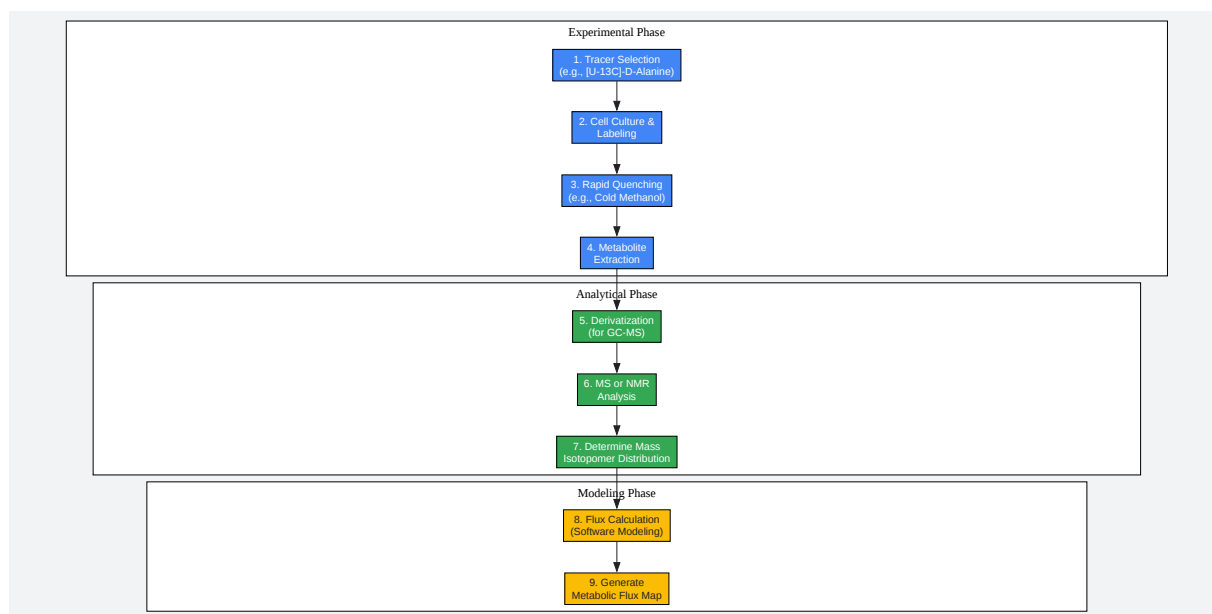 Experimental Phase
1. Tracer Selection
(e.g., [U-13C]-D-Alanine)
2. Cell Culture &
Labeling
3. Rapid Quenching
(e.g., Cold Methanol)
4. Metabolite
Extraction
Analytical Phase
5. Derivatization
(for GC-MS)
6. MS or NMR
Analysis
7. Determine Mass
Isotopomer Distribution
Modeling Phase
8. Flux Calculation
(Software Modeling)
9. Generate
Metabolic Flux Map